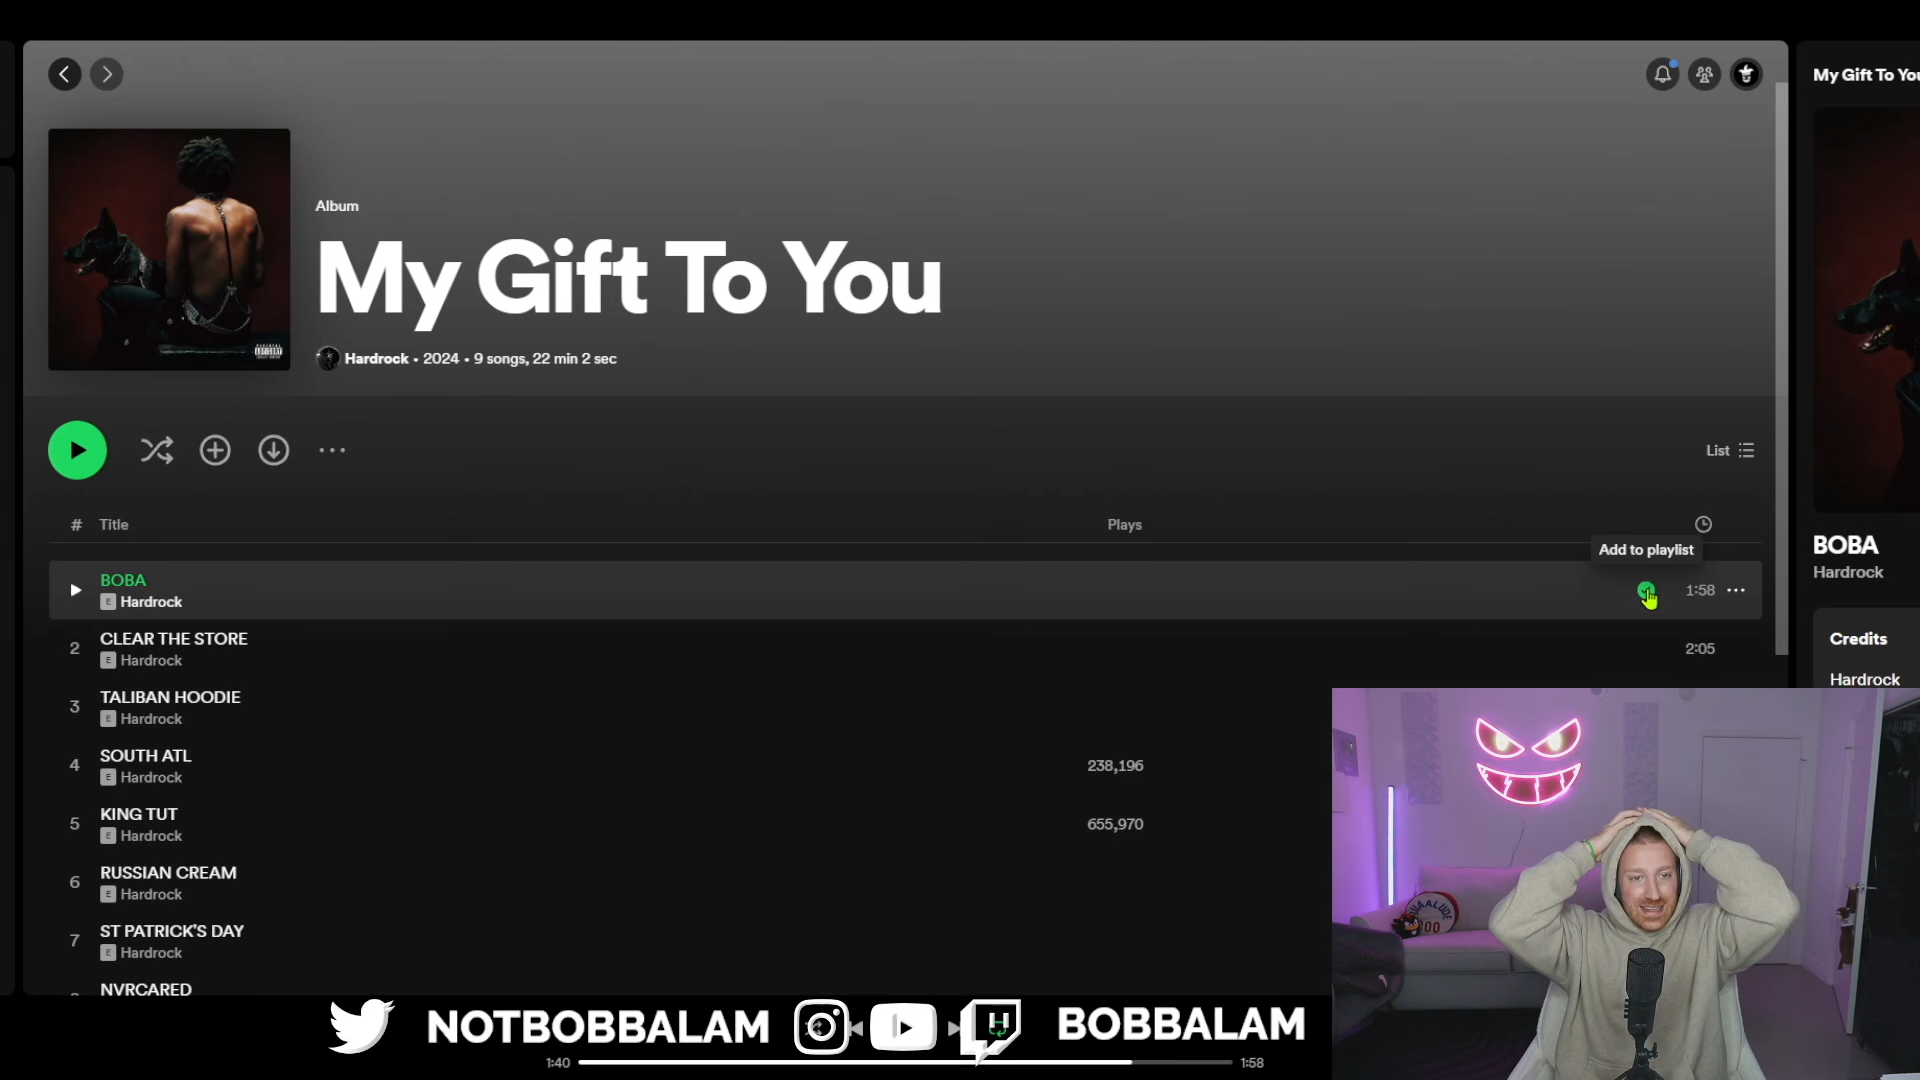 My Gift To You
Album
My Gift To You
Hardrock • 2024 • 9 songs, 22 min 2 sec
List
# Title Plays
Add to playlist
BOBA
E Hardrock
1:58
2
CLEAR THE STORE
E Hardrock
2:05
3
TALIBAN HOODIE
E Hardrock
4
SOUTH ATL
E Hardrock
238,196
5
KING TUT
E Hardrock
655,970
6
RUSSIAN CREAM
E Hardrock
7
ST PATRICK'S DAY
E Hardrock
NVRCARED
BOBA
Hardrock
Credits
Hardrock
NOTBOBBALAM
BOBBALAM
1:40
1:58